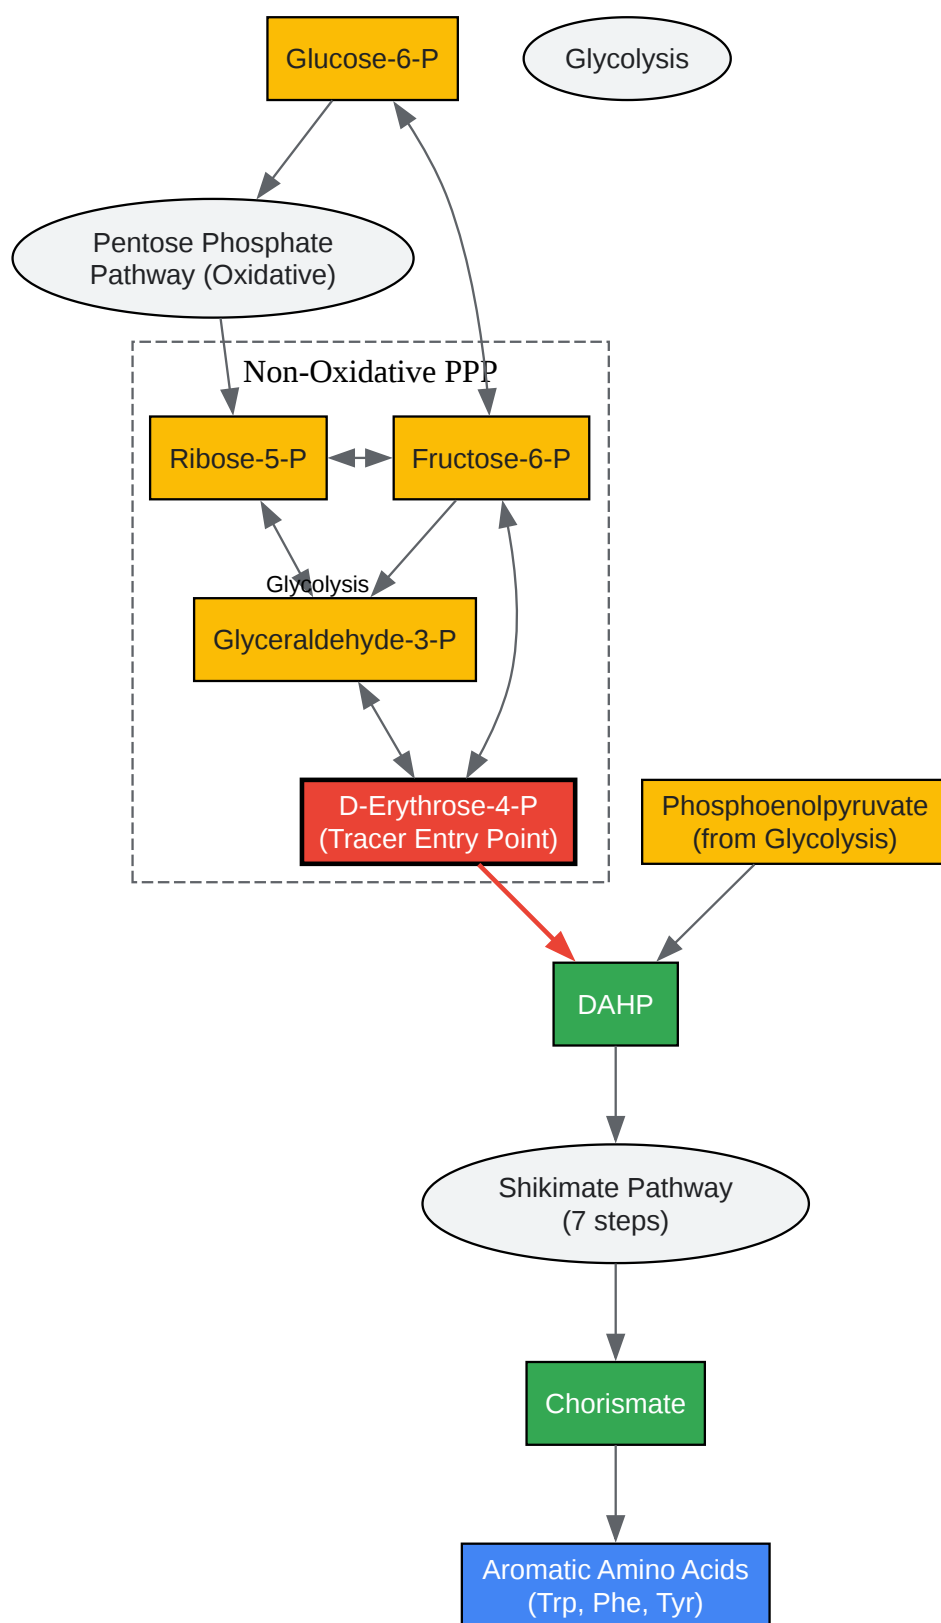 Glucose-6-P
Glycolysis
Pentose Phosphate
Pathway (Oxidative)
Non-Oxidative PPP
Ribose-5-P
Fructose-6-P
Glycolysis
Glyceraldehyde-3-P
D-Erythrose-4-P
(Tracer Entry Point)
Phosphoenolpyruvate
(from Glycolysis)
DAHP
Shikimate Pathway
(7 steps)
Chorismate
Aromatic Amino Acids
(Trp, Phe, Tyr)